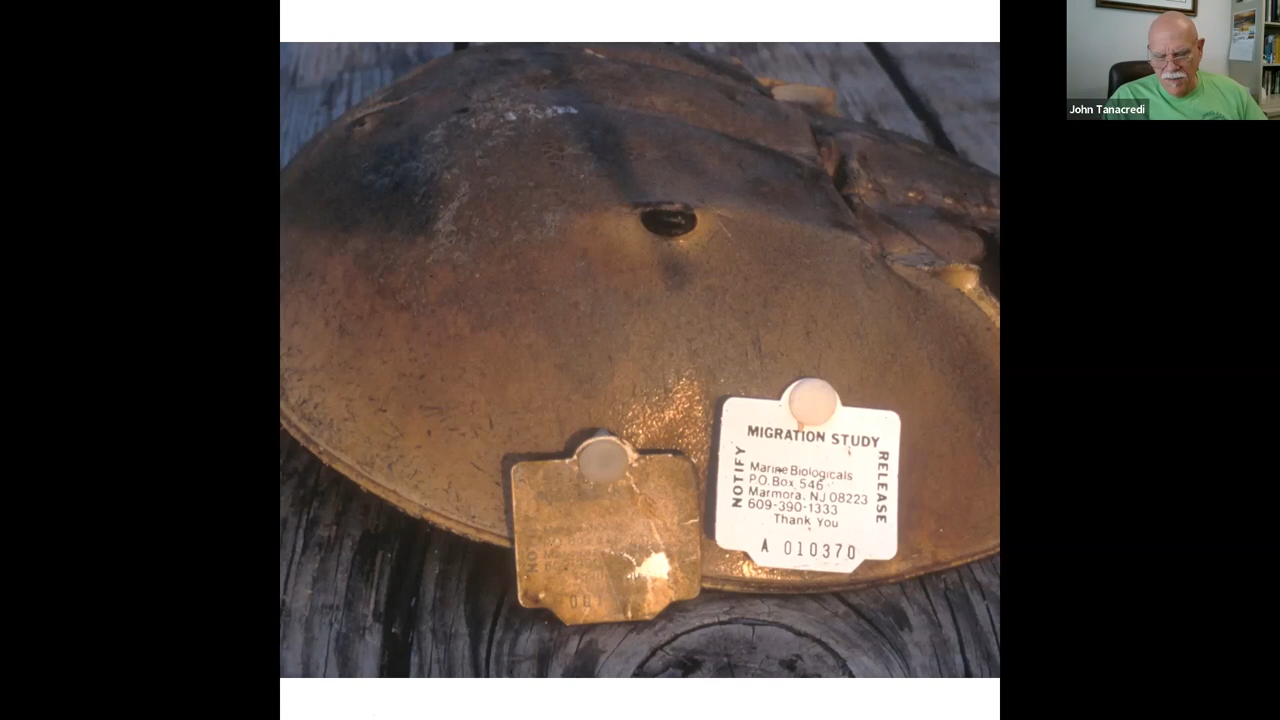 John Tanacredi
MIGRATION STUDY
NOTIFY
RELEASE
Marine Biologicals
P.O. Box 546
Marmora, NJ 08223
609-390-1333
Thank You
A 010370